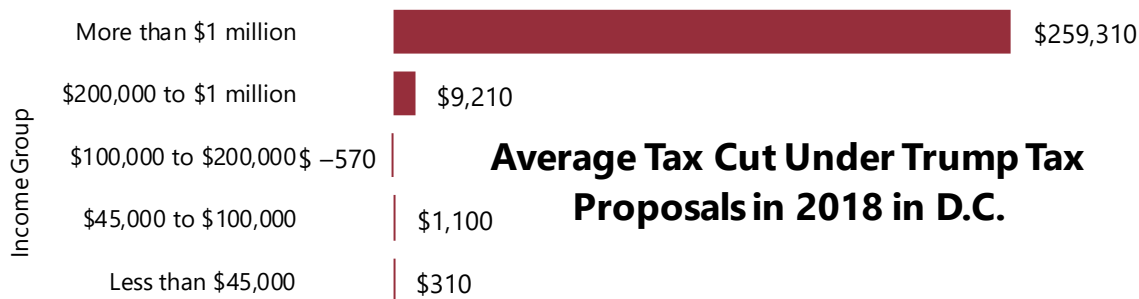 More than $1 million $259,310
$200,000 to $1 million $9,210
$100,000 to $200,000 $ –570
$45,000 to $100,000 $1,100
Less than $45,000 $310
Income Group
Average Tax Cut Under Trump Tax
Proposals in 2018 in D.C.